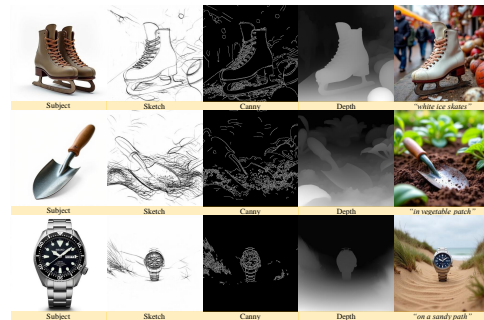 Subject Sketch Canny Depth "white ice skates"
Subject Sketch Canny Depth "in vegetable patch"
Subject Sketch Canny Depth "on a sandy path"